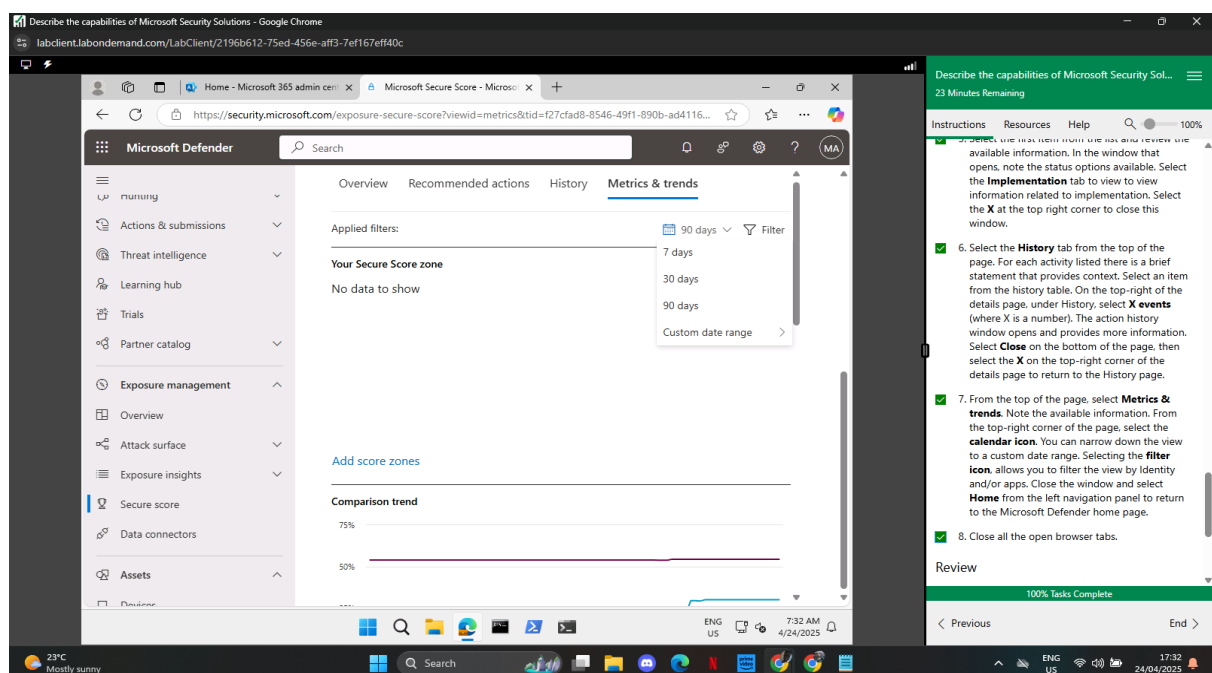 Describe the capabilities of Microsoft Security Solutions - Google Chrome
labclient.labondemand.com/LabClient/2196b612-75ed-456e-aff3-7ef167eff40c
Home - Microsoft 365 admin cent
Microsoft Secure Score - Microsof
https://security.microsoft.com/exposure-secure-score?viewid=metrics&tid=f27cfad8-8546-49f1-890b-ad4116...
Microsoft Defender
Search
MA
Hunting
Actions & submissions
Threat intelligence
Learning hub
Trials
Partner catalog
Exposure management
Overview
Attack surface
Exposure insights
Secure score
Data connectors
Assets
Devices
Overview Recommended actions History Metrics & trends
Applied filters:
90 days Filter
7 days
30 days
90 days
Custom date range
Your Secure Score zone
No data to show
Add score zones
Comparison trend
75%
50%
ENG
US
7:32 AM
4/24/2025
Describe the capabilities of Microsoft Security Sol...
23 Minutes Remaining
Instructions Resources Help 100%
5. Select the first item from the list and review the
available information. In the window that
opens, note the status options available. Select
the Implementation tab to view to view
information related to implementation. Select
the X at the top right corner to close this
window.
6. Select the History tab from the top of the
page. For each activity listed there is a brief
statement that provides context. Select an item
from the history table. On the top-right of the
details page, under History, select X events
(where X is a number). The action history
window opens and provides more information.
Select Close on the bottom of the page, then
select the X on the top-right corner of the
details page to return to the History page.
7. From the top of the page, select Metrics &
trends. Note the available information. From
the top-right corner of the page, select the
calendar icon. You can narrow down the view
to a custom date range. Selecting the filter
icon, allows you to filter the view by Identity
and/or apps. Close the window and select
Home from the left navigation panel to return
to the Microsoft Defender home page.
8. Close all the open browser tabs.
Review
100% Tasks Complete
Previous End
23°C
Mostly sunny
Search
ENG
US
17:32
24/04/2025